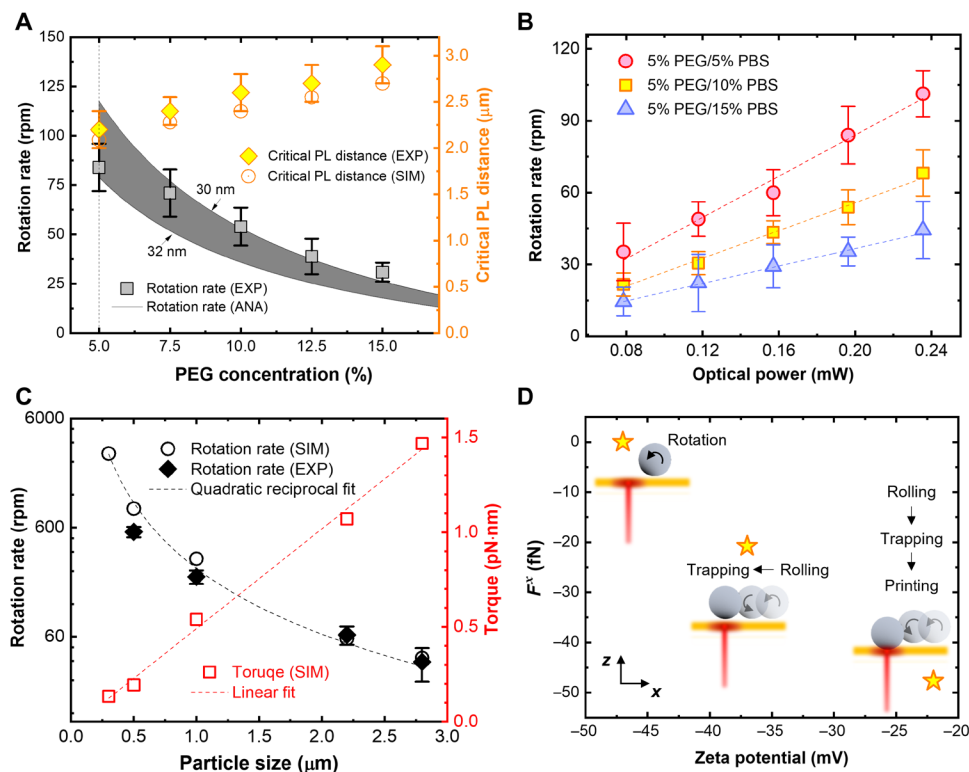 A
Rotation rate (rpm)
150
125
100
75
50
25
0
3.0
2.5
2.0
1.5
1.0
0.5
0.0
Critical PL distance (μm)
Critical PL distance (EXP)
Critical PL distance (SIM)
30 nm
32 nm
Rotation rate (EXP)
Rotation rate (ANA)
5.0 7.5 10.0 12.5 15.0
PEG concentration (%)
B
Rotation rate (rpm)
120
90
60
30
0
5% PEG/5% PBS
5% PEG/10% PBS
5% PEG/15% PBS
0.08 0.12 0.16 0.20 0.24
Optical power (mW)
C
Rotation rate (rpm)
6000
600
60
1.5
1.0
0.5
0.0
Torque (pN·nm)
Rotation rate (SIM)
Rotation rate (EXP)
Quadratic reciprocal fit
Toruqe (SIM)
Linear fit
0.0 0.5 1.0 1.5 2.0 2.5 3.0
Particle size (μm)
D
Fˣ (fN)
0
−10
−20
−30
−40
−50
Rotation
Rolling
Trapping
Printing
Trapping Rolling
z
x
−50 −45 −40 −35 −30 −25 −20
Zeta potential (mV)